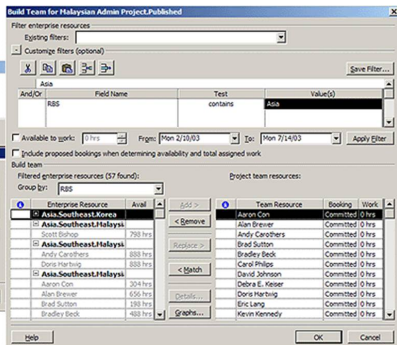 Build Team for Malaysian Admin Project.Published
Filter enterprise resources
Existing filters:
Customize filters (optional)
Save Filter...
Asia
And/Or Field Name Test Value(s)
RBS contains Asia
Available to work: 0 hrs From: Mon 2/10/03 To: Mon 7/14/03 Apply Filter
Include proposed bookings when determining availability and total assigned work
Build team
Filtered enterprise resources (57 found):
Project team resources:
Group by: RBS
Enterprise Resource Avail
Asia.Southeast.Korea
Asia.Southeast.Malaysi
Scott Bishop 798 hrs
Asia.Southeast.Malaysi
Andy Carothers 888 hrs
Doris Hartwig 888 hrs
Asia.Southeast.Malaysi
Aaron Con 304 hrs
Alan Brewer 656 hrs
Brad Sutton 198 hrs
Bradley Beck 488 hrs
Add >
< Remove
Replace >
< Match
Details...
Graphs...
Team Resource Booking Work
Aaron Con Committed 0 hrs
Alan Brewer Committed 0 hrs
Andy Carothers Committed 0 hrs
Brad Sutton Committed 0 hrs
Bradley Beck Committed 0 hrs
Carol Philips Committed 0 hrs
David Johnson Committed 0 hrs
Debra E. Keiser Committed 0 hrs
Doris Hartwig Committed 0 hrs
Eric Lang Committed 0 hrs
Kevin Kennedy Committed 0 hrs
Help OK Cancel